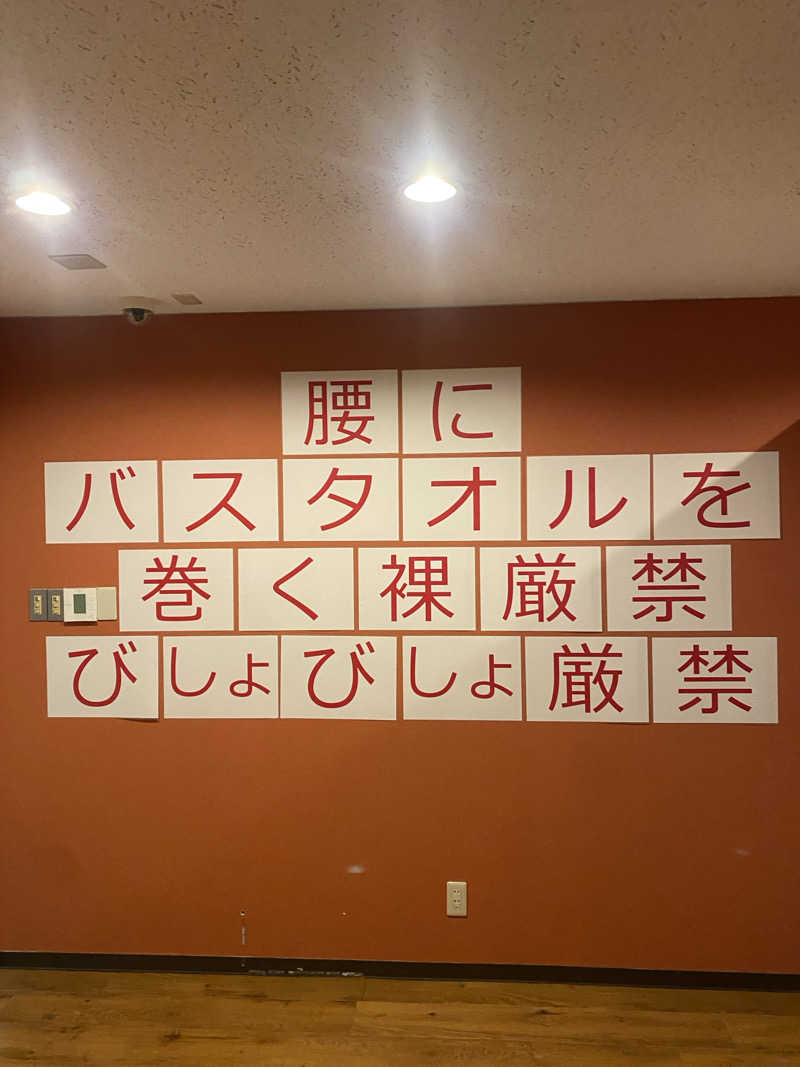 腰に
バスタオルを
巻く裸厳禁
びしょびしょ厳禁